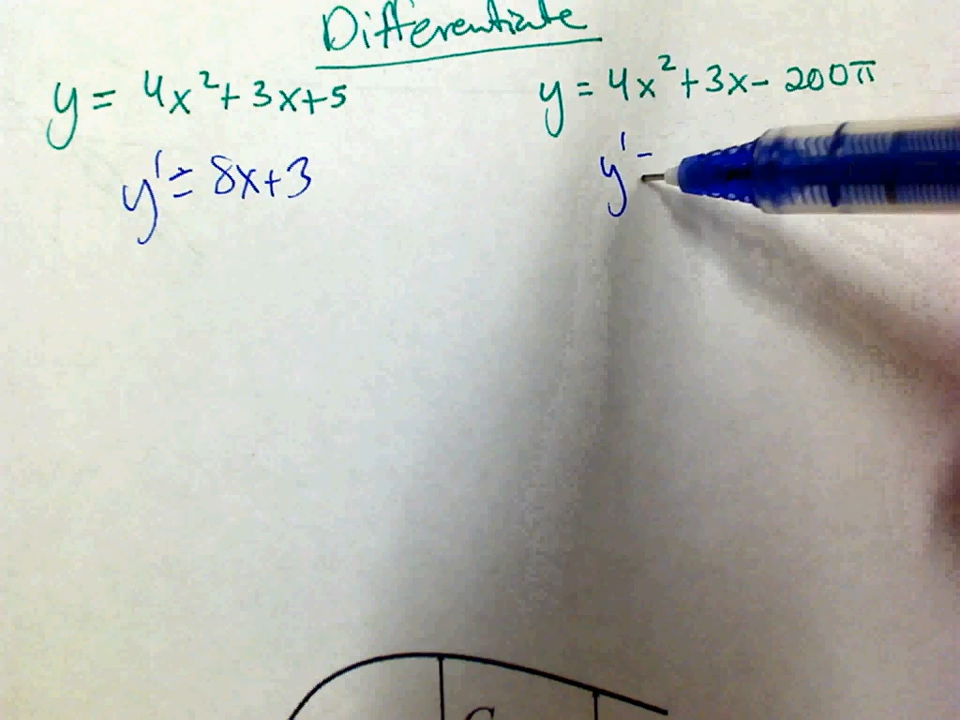 Differentiate
y = 4x² + 3x + 5
y = 4x² + 3x - 200π
y' = 8x + 3
y' =